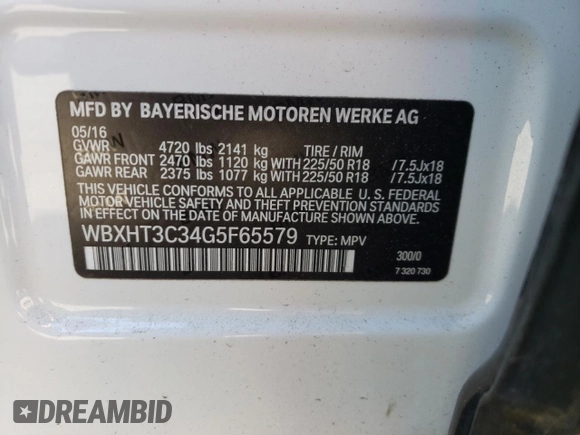 MFD BY BAYERISCHE MOTOREN WERKE AG
05/16
GVWR 4720 lbs 2141 kg TIRE / RIM
GAWR FRONT 2470 lbs 1120 kg WITH 225/50 R18 /7.5Jx18
GAWR REAR 2375 lbs 1077 kg WITH 225/50 R18 /7.5Jx18
THIS VEHICLE CONFORMS TO ALL APPLICABLE U. S. FEDERAL
MOTOR VEHICLE SAFETY, BUMPER, AND THEFT PREVENTION
STANDARDS IN EFFECT ON THE DATE OF MANUFACTURE SHOWN ABOVE.
WBXHT3C34G5F65579 TYPE: MPV
300/0
7 320 730
DREAMBID